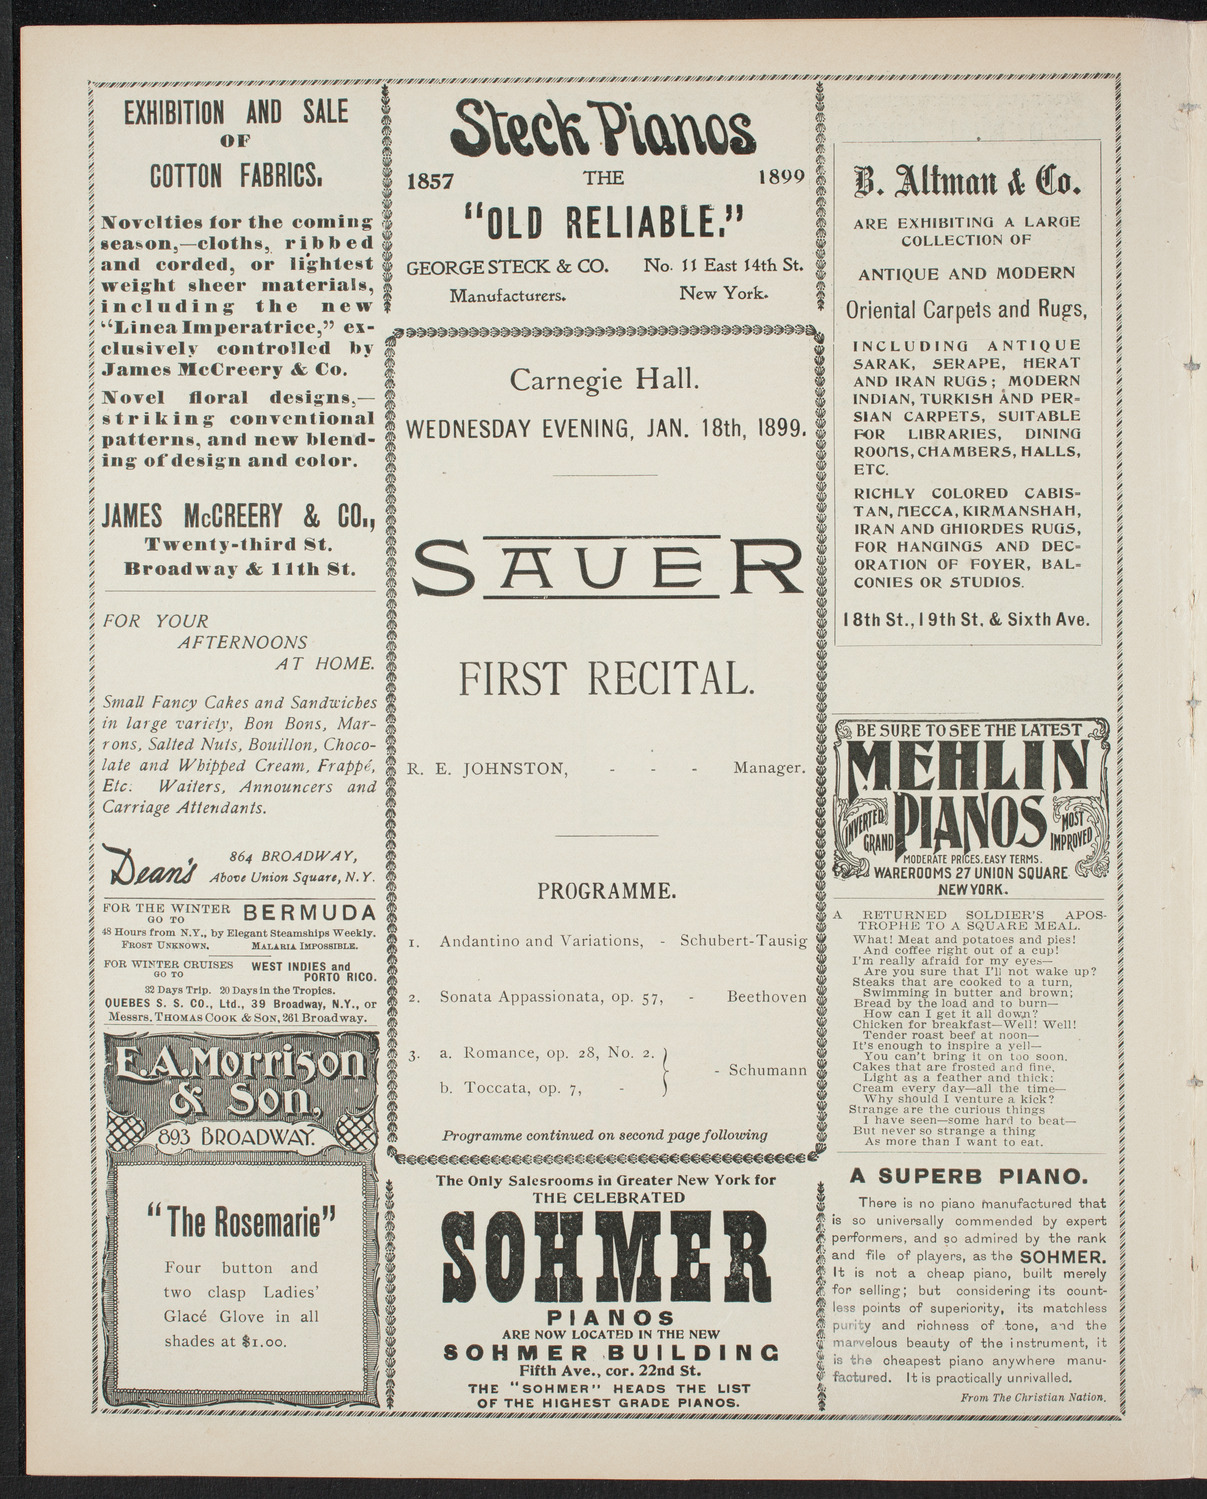 EXHIBITION AND SALE
OF
COTTON FABRICS.
Novelties for the coming
season,—cloths, ribbed
and corded, or lightest
weight sheer materials,
including the new
“Linea Imperatrice,” ex-
clusively controlled by
James McCreery & Co.
Novel floral designs,—
striking conventional
patterns, and new blend-
ing of design and color.
JAMES McCREERY & CO.,
Twenty-third St.
Broadway & 11th St.
FOR YOUR
AFTERNOONS
AT HOME.
Small Fancy Cakes and Sandwiches
in large variety, Bon Bons, Mar-
rons, Salted Nuts, Bouillon, Choco-
late and Whipped Cream, Frappé,
Etc. Waiters, Announcers and
Carriage Attendants.
Dean's
864 BROADWAY,
Above Union Square, N.Y.
FOR THE WINTER
GO TO
BERMUDA
48 Hours from N.Y., by Elegant Steamships Weekly.
FROST UNKNOWN. MALARIA IMPOSSIBLE.
FOR WINTER CRUISES
GO TO
WEST INDIES and
PORTO RICO.
32 Days Trip. 20 Days in the Tropics.
QUEBES S. S. CO., Ltd., 39 Broadway, N.Y., or
Messrs. THOMAS COOK & SON, 261 Broadway.
E.A. Morrison
& Son,
893 BROADWAY.
“The Rosemarie”
Four button and
two clasp Ladies'
Glacé Glove in all
shades at $1.00.
Steck Pianos
1857 THE 1899
“OLD RELIABLE.”
GEORGE STECK & CO. No. 11 East 14th St.
Manufacturers. New York.
Carnegie Hall.
WEDNESDAY EVENING, JAN. 18th, 1899.
SAUER
FIRST RECITAL.
R. E. JOHNSTON, - - - Manager.
PROGRAMME.
1. Andantino and Variations, - Schubert-Tausig
2. Sonata Appassionata, op. 57, - Beethoven
3. a. Romance, op. 28, No. 2. }
- Schumann
b. Toccata, op. 7, -
Programme continued on second page following
The Only Salesrooms in Greater New York for
THE CELEBRATED
SOHMER
PIANOS
ARE NOW LOCATED IN THE NEW
SOHMER BUILDING
Fifth Ave., cor. 22nd St.
THE “SOHMER” HEADS THE LIST
OF THE HIGHEST GRADE PIANOS.
B. Altman & Co.
ARE EXHIBITING A LARGE
COLLECTION OF
ANTIQUE AND MODERN
Oriental Carpets and Rugs,
INCLUDING ANTIQUE
SARAK, SERAPE, HERAT
AND IRAN RUGS; MODERN
INDIAN, TURKISH AND PER-
SIAN CARPETS, SUITABLE
FOR LIBRARIES, DINING
ROOMS, CHAMBERS, HALLS,
ETC.
RICHLY COLORED CABIS-
TAN, MECCA, KIRMANSHAH,
IRAN AND GHIORDES RUGS,
FOR HANGINGS AND DEC-
ORATION OF FOYER, BAL-
CONIES OR STUDIOS.
18th St., 19th St. & Sixth Ave.
BE SURE TO SEE THE LATEST
MEHLIN
PIANOS
INVERTED
GRAND
MOST
IMPROVED
MODERATE PRICES. EASY TERMS.
WAREROOMS 27 UNION SQUARE
NEW YORK.
A RETURNED SOLDIER'S APOS-
TROPHE TO A SQUARE MEAL.
What! Meat and potatoes and pies!
And coffee right out of a cup!
I'm really afraid for my eyes—
Are you sure that I'll not wake up?
Steaks that are cooked to a turn,
Swimming in butter and brown;
Bread by the load and to burn—
How can I get it all down?
Chicken for breakfast—Well! Well!
Tender roast beef at noon—
It's enough to inspire a yell—
You can't bring it on too soon.
Cakes that are frosted and fine,
Light as a feather and thick;
Cream every day—all the time—
Why should I venture a kick?
Strange are the curious things
I have seen—some hard to beat—
But never so strange a thing
As more than I want to eat.
A SUPERB PIANO.
There is no piano manufactured that
is so universally commended by expert
performers, and so admired by the rank
and file of players, as the SOHMER.
It is not a cheap piano, built merely
for selling; but considering its count-
less points of superiority, its matchless
purity and richness of tone, and the
marvelous beauty of the instrument, it
is the cheapest piano anywhere manu-
factured. It is practically unrivalled.
From The Christian Nation.